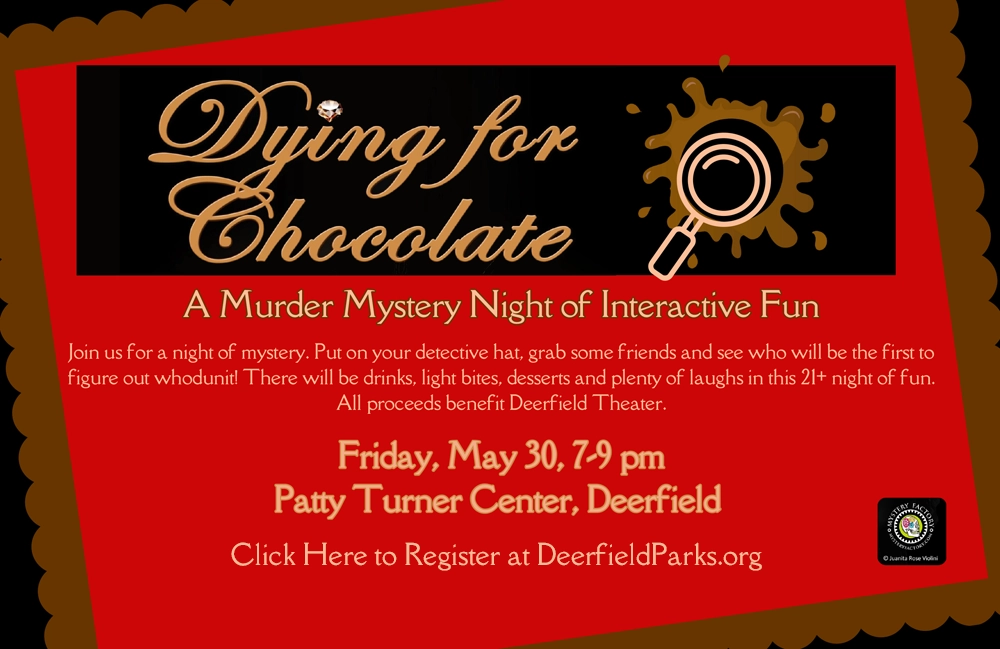 Dying for
Chocolate
A Murder Mystery Night of Interactive Fun
Join us for a night of mystery. Put on your detective hat, grab some friends and see who will be the first to
figure out whodunit! There will be drinks, light bites, desserts and plenty of laughs in this 21+ night of fun.
All proceeds benefit Deerfield Theater.
Friday, May 30, 7-9 pm
Patty Turner Center, Deerfield
Click Here to Register at DeerfieldParks.org
MYSTERY FACTORY
MYSTERYFACTORY.COM
© Juanita Rose Violini